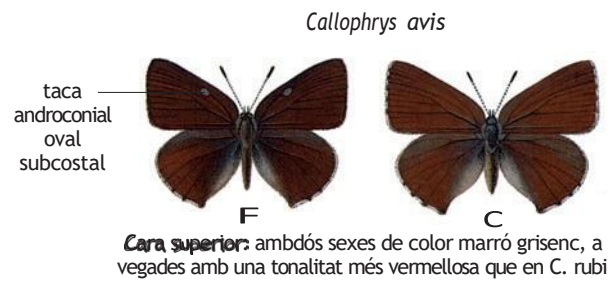 Callophrys avis
taca
androconial
oval
subcostal
F
C
Cara superior: ambdós sexes de color marró grisenc, a
vegades amb una tonalitat més vermellosa que en C. rubi